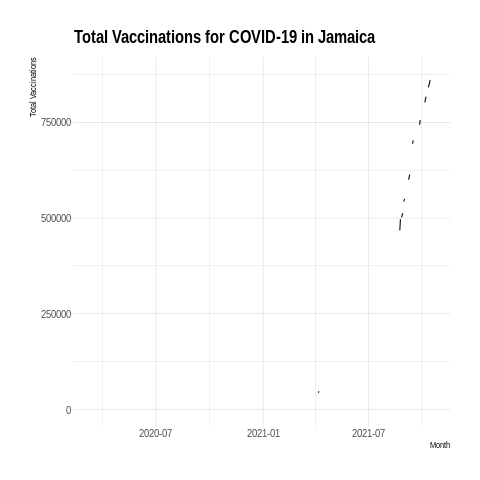 Total Vaccinations for COVID-19 in Jamaica
Total Vaccinations
750000
500000
250000
0
2020-07 2021-01 2021-07
Month